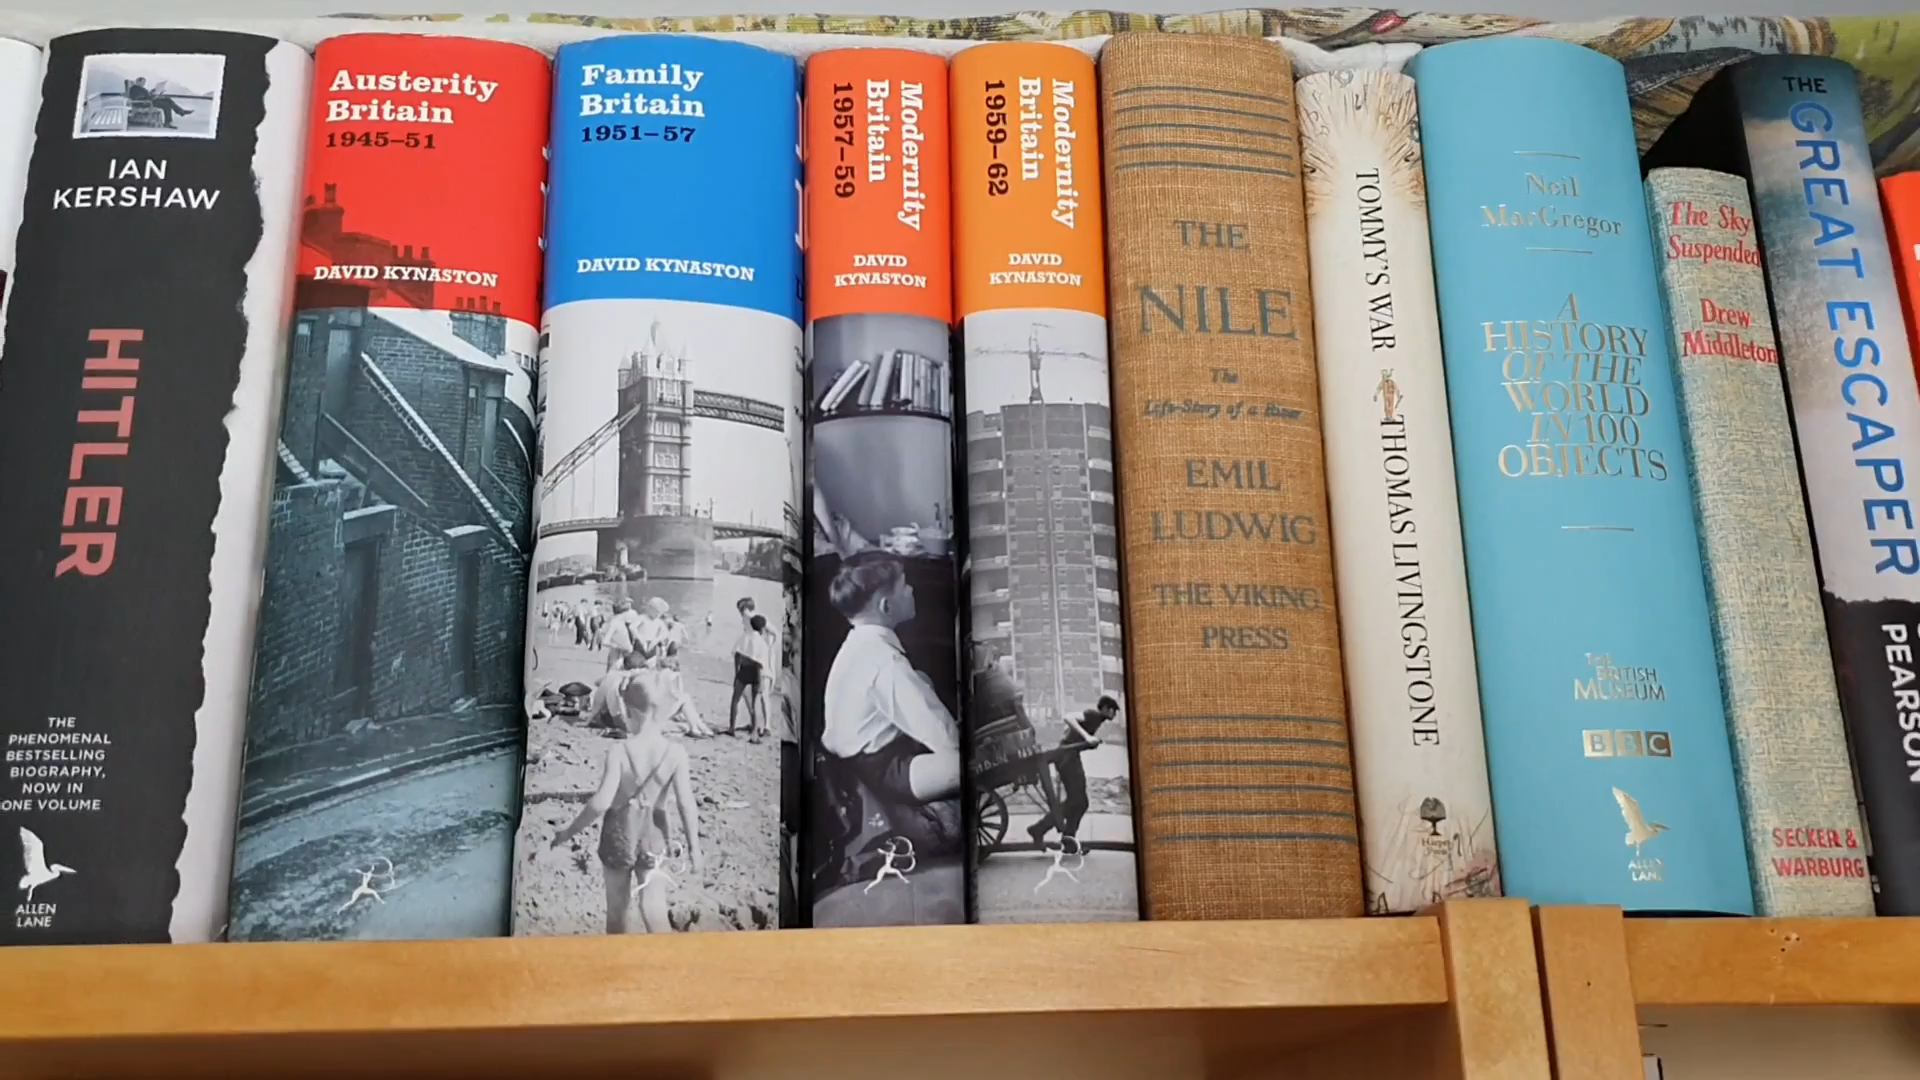 IAN
KERSHAW
HITLER
THE
PHENOMENAL
BESTSELLING
BIOGRAPHY,
NOW IN
ONE VOLUME
ALLEN
LANE
Austerity
Britain
1945–51
DAVID KYNASTON
Family
Britain
1951–57
DAVID KYNASTON
Modernity
Britain
1957–59
DAVID
KYNASTON
Modernity
Britain
1959–62
DAVID
KYNASTON
THE
NILE
The
Life-Story of a River
EMIL
LUDWIG
THE VIKING
PRESS
TOMMY'S WAR
THOMAS LIVINGSTONE
Harper
Press
Neil
MacGregor
A
HISTORY
OF THE
WORLD
IN 100
OBJECTS
THE
BRITISH
MUSEUM
BBC
ALLEN
LANE
The Sky
Suspended
Drew
Middleton
SECKER &
WARBURG
THE
GREAT ESCAPER
PEARSON